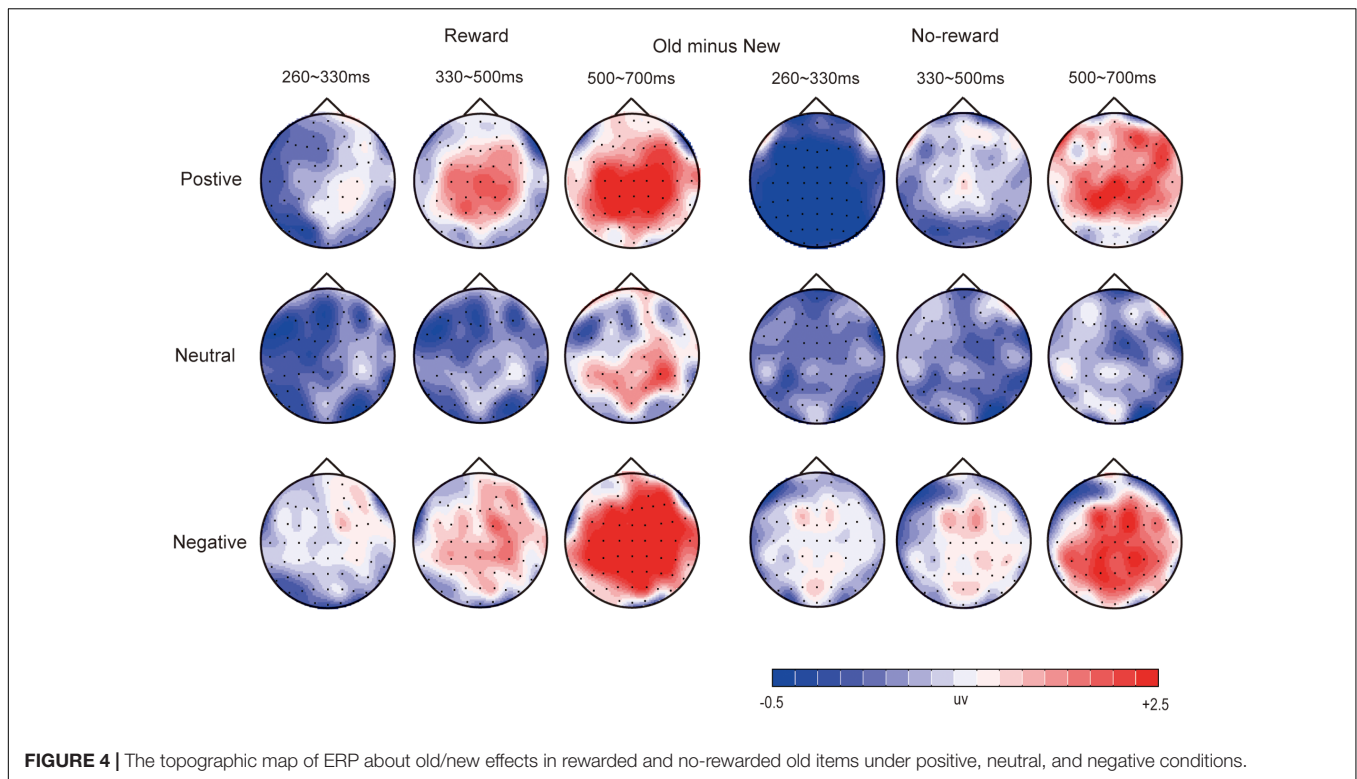 Reward
Old minus New
No-reward
260~330ms 330~500ms 500~700ms 260~330ms 330~500ms 500~700ms
Postive
Neutral
Negative
-0.5 uv +2.5
FIGURE 4 | The topographic map of ERP about old/new effects in rewarded and no-rewarded old items under positive, neutral, and negative conditions.